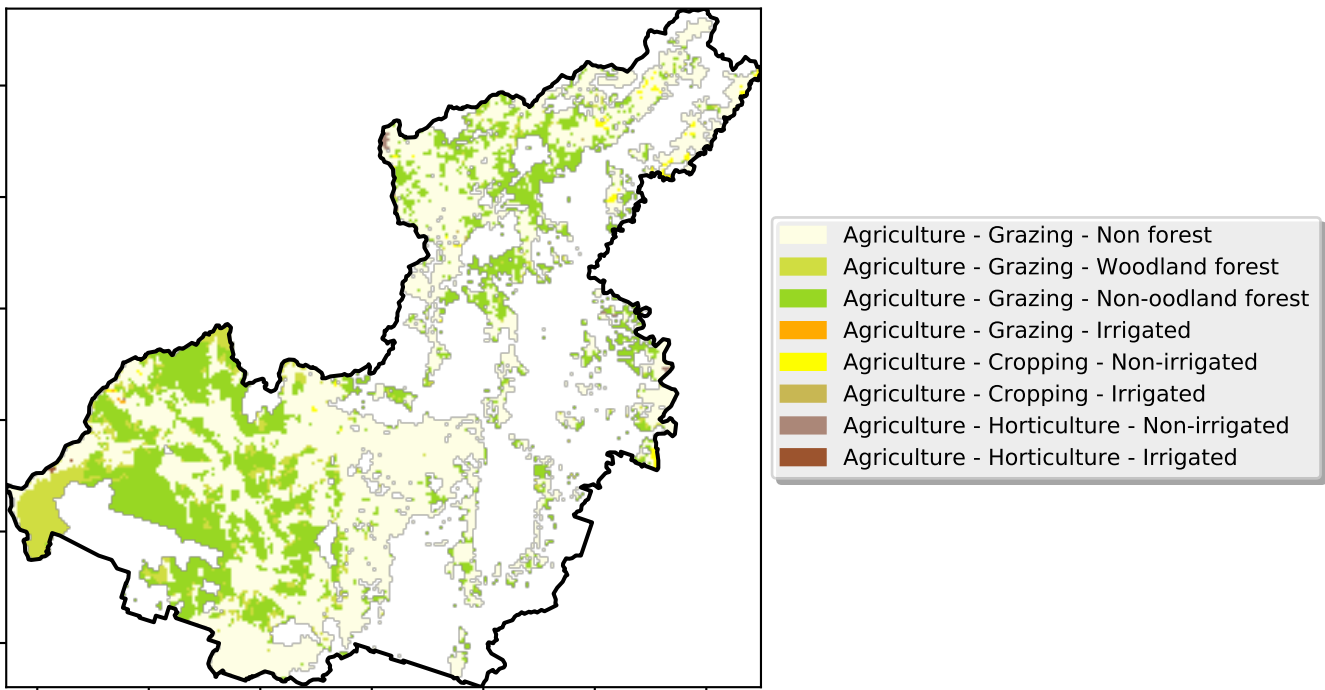 Agriculture - Grazing - Non forest
Agriculture - Grazing - Woodland forest
Agriculture - Grazing - Non-oodland forest
Agriculture - Grazing - Irrigated
Agriculture - Cropping - Non-irrigated
Agriculture - Cropping - Irrigated
Agriculture - Horticulture - Non-irrigated
Agriculture - Horticulture - Irrigated